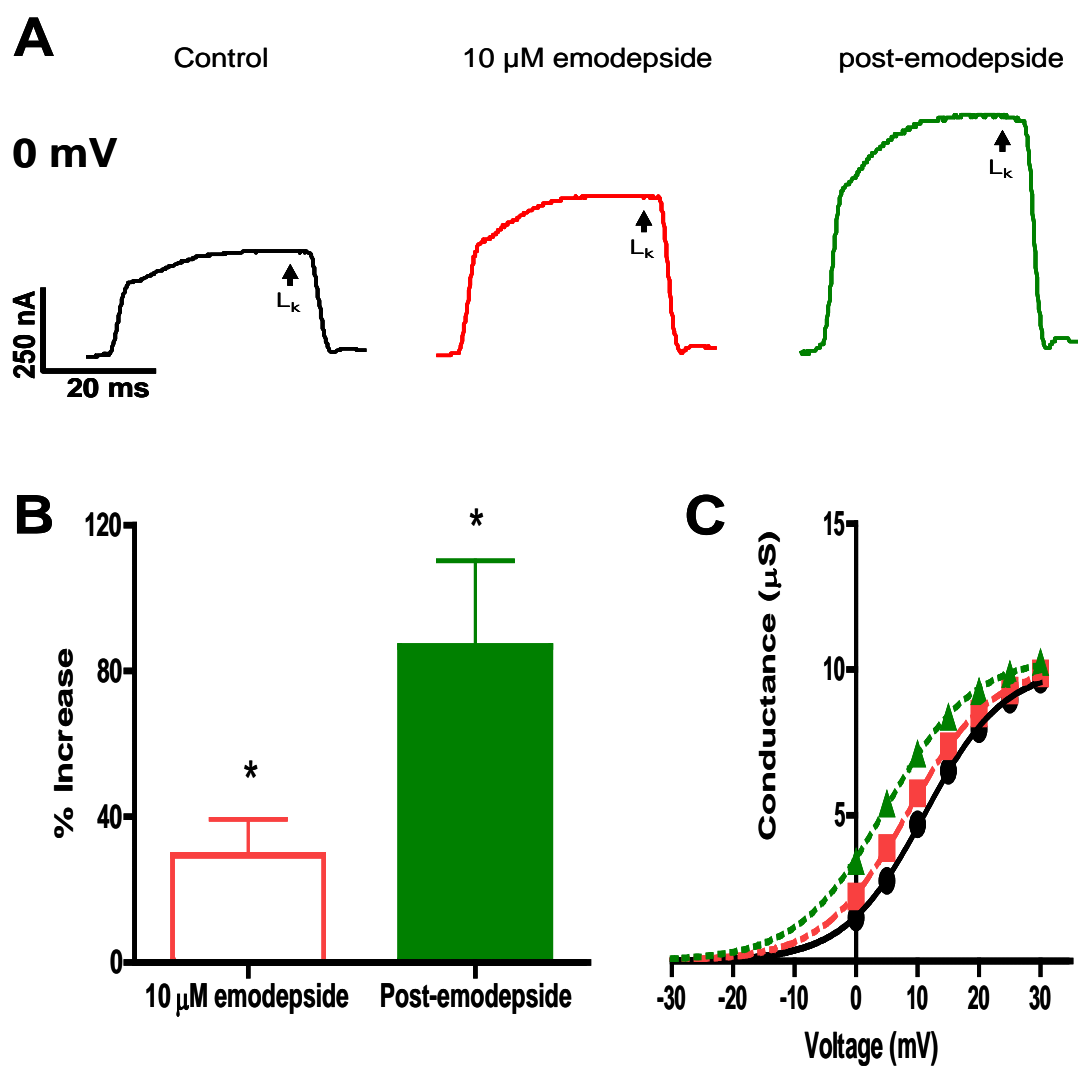 A
Control
10 µM emodepside
post-emodepside
0 mV
Lk
Lk
Lk
250 nA
20 ms
B
% Increase
120
80
40
0
*
*
10 µM emodepside
Post-emodepside
C
Conductance (µS)
15
10
5
-30
-20
-10
0
10
20
30
Voltage (mV)